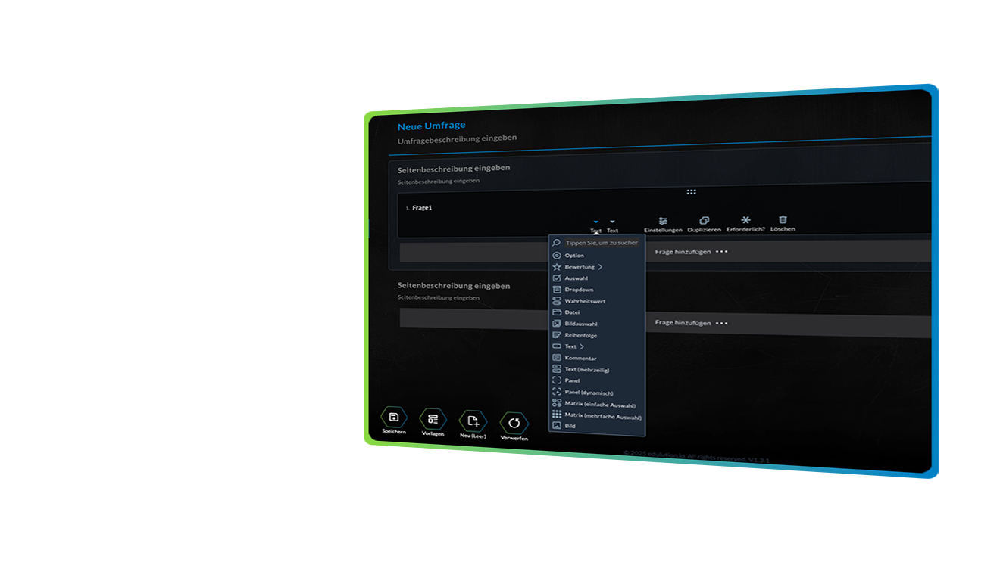 Neue Umfrage
Umfragebeschreibung eingeben
Seitenbeschreibung eingeben
Seitenbeschreibung eingeben
1. Frage1
Text Text Einstellungen Duplizieren Erforderlich? Löschen
Tippen Sie, um zu sucher
Frage hinzufügen
Option
Bewertung
Auswahl
Dropdown
Wahrheitswert
Datei
Bildauswahl
Reihenfolge
Text
Kommentar
Text (mehrzeilig)
Panel
Panel (dynamisch)
Matrix (einfache Auswahl)
Matrix (mehrfache Auswahl)
Bild
Seitenbeschreibung eingeben
Seitenbeschreibung eingeben
Frage hinzufügen
Speichern Vorlagen Neu (Leer) Verwerfen
© 2025 edulution.io. All rights reserved. V1.3.1